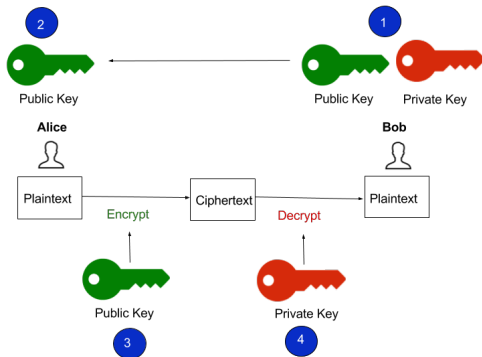 2
1
Public Key
Public Key
Private Key
Alice
Bob
Plaintext
Ciphertext
Plaintext
Encrypt
Decrypt
Public Key
Private Key
3
4